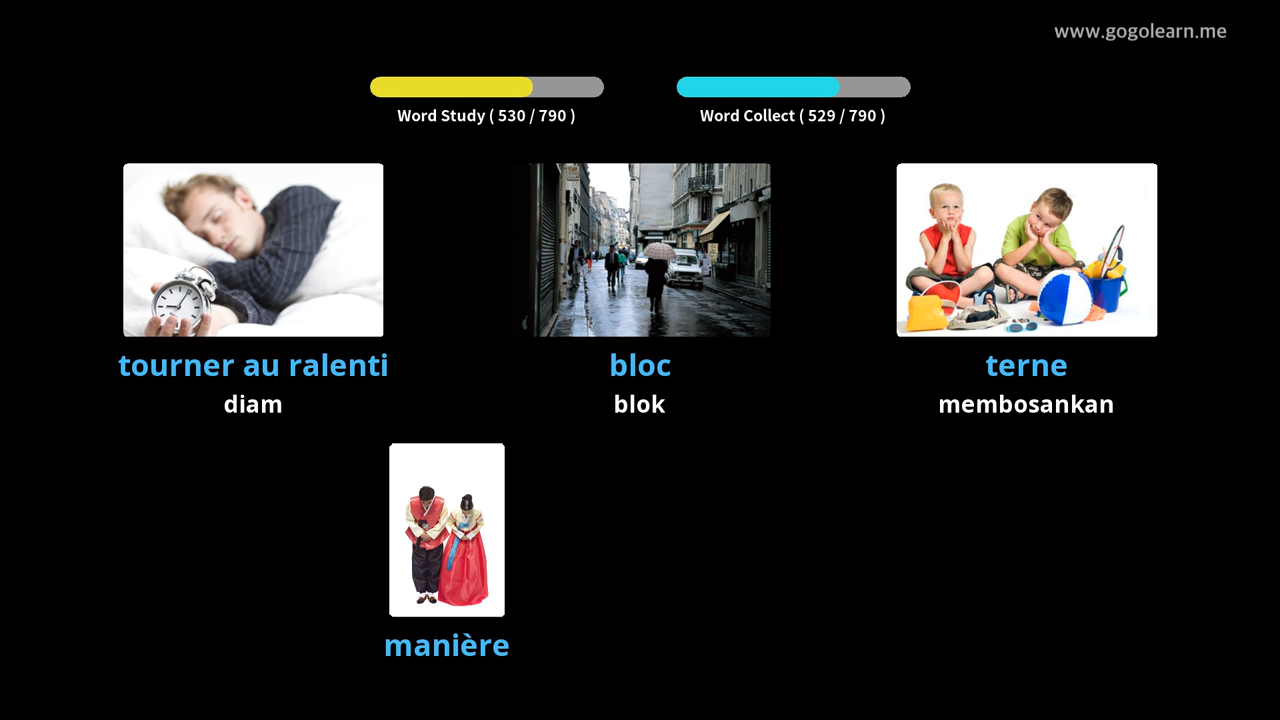 www.gogolearn.me
Word Study ( 530 / 790 )
Word Collect ( 529 / 790 )
tourner au ralenti
diam
bloc
blok
terne
membosankan
manière